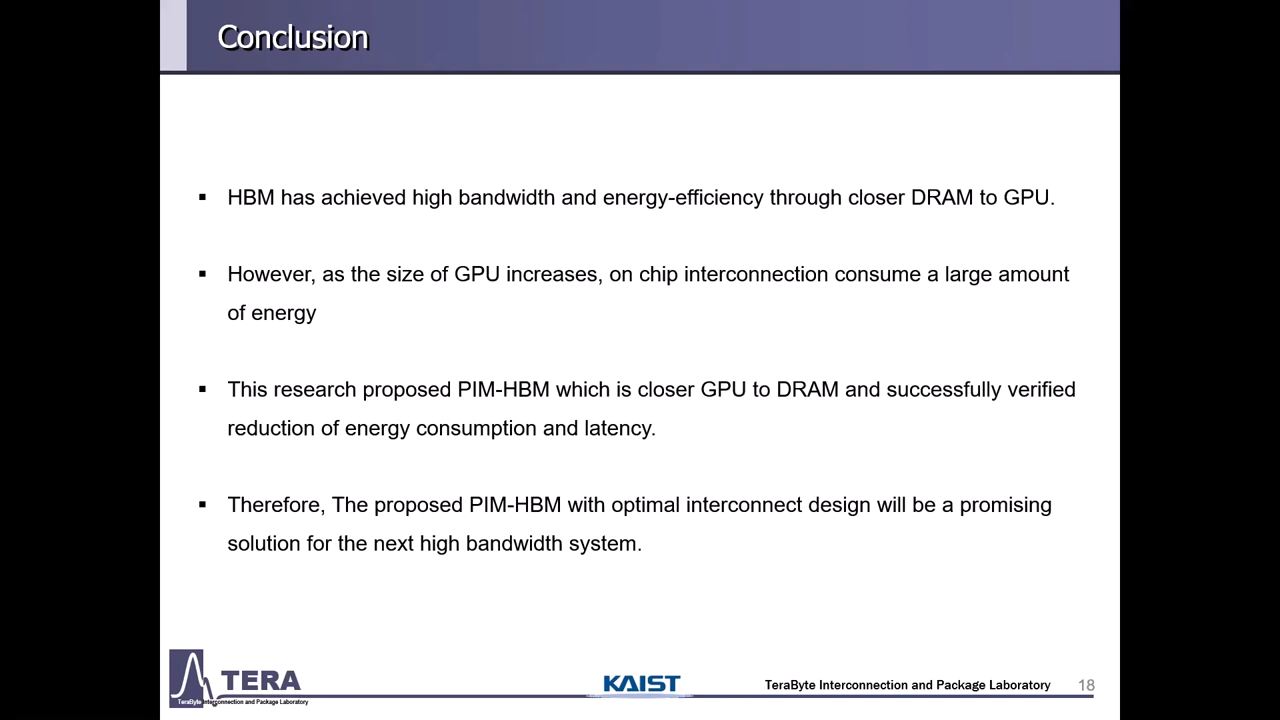 Conclusion
▪ HBM has achieved high bandwidth and energy-efficiency through closer DRAM to GPU.
▪ However, as the size of GPU increases, on chip interconnection consume a large amount
of energy
▪ This research proposed PIM-HBM which is closer GPU to DRAM and successfully verified
reduction of energy consumption and latency.
▪ Therefore, The proposed PIM-HBM with optimal interconnect design will be a promising
solution for the next high bandwidth system.
TERA
TeraByte Interconnection and Package Laboratory
KAIST
TeraByte Interconnection and Package Laboratory
18